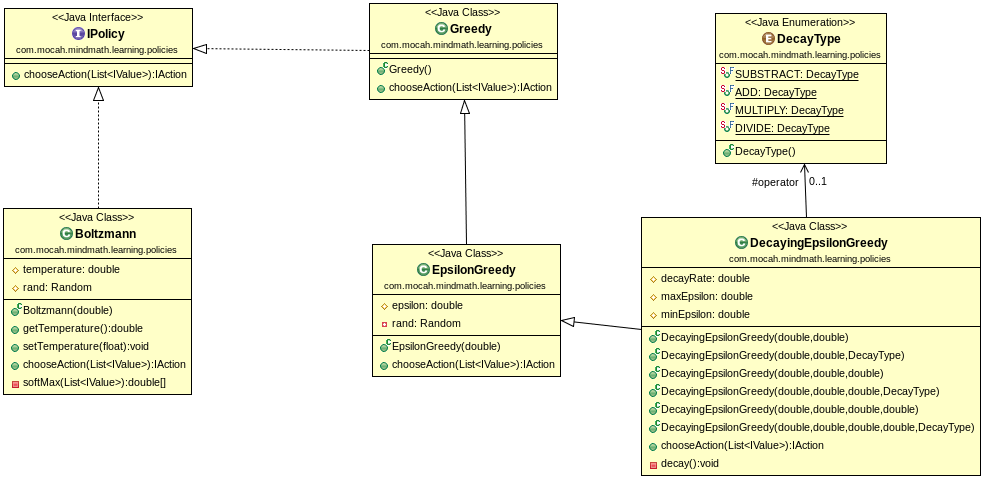 <<Java Interface>>
IPolicy
com.mocah.mindmath.learning.policies
chooseAction(List<IValue>):IAction
<<Java Class>>
Greedy
com.mocah.mindmath.learning.policies
Greedy()
chooseAction(List<IValue>):IAction
<<Java Enumeration>>
DecayType
com.mocah.mindmath.learning.policies
SUBSTRACT: DecayType
ADD: DecayType
MULTIPLY: DecayType
DIVIDE: DecayType
DecayType()
#operator 0..1
<<Java Class>>
Boltzmann
com.mocah.mindmath.learning.policies
temperature: double
rand: Random
Boltzmann(double)
getTemperature():double
setTemperature(float):void
chooseAction(List<IValue>):IAction
softMax(List<IValue>):double[]
<<Java Class>>
EpsilonGreedy
com.mocah.mindmath.learning.policies
epsilon: double
rand: Random
EpsilonGreedy(double)
chooseAction(List<IValue>):IAction
<<Java Class>>
DecayingEpsilonGreedy
com.mocah.mindmath.learning.policies
decayRate: double
maxEpsilon: double
minEpsilon: double
DecayingEpsilonGreedy(double,double)
DecayingEpsilonGreedy(double,double,DecayType)
DecayingEpsilonGreedy(double,double,double)
DecayingEpsilonGreedy(double,double,double,DecayType)
DecayingEpsilonGreedy(double,double,double,double)
DecayingEpsilonGreedy(double,double,double,double,DecayType)
chooseAction(List<IValue>):IAction
decay():void